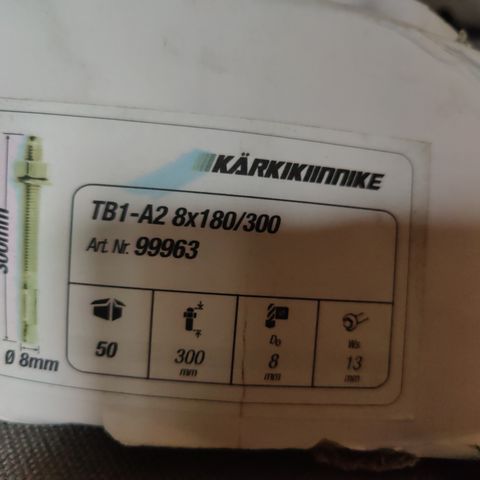 KÄRKIKIINNIKE
TB1-A2 8x180/300
Art. Nr. 99963
300mm
Ø 8mm
50
300
mm
D₀
8
mm
Ws
13
mm